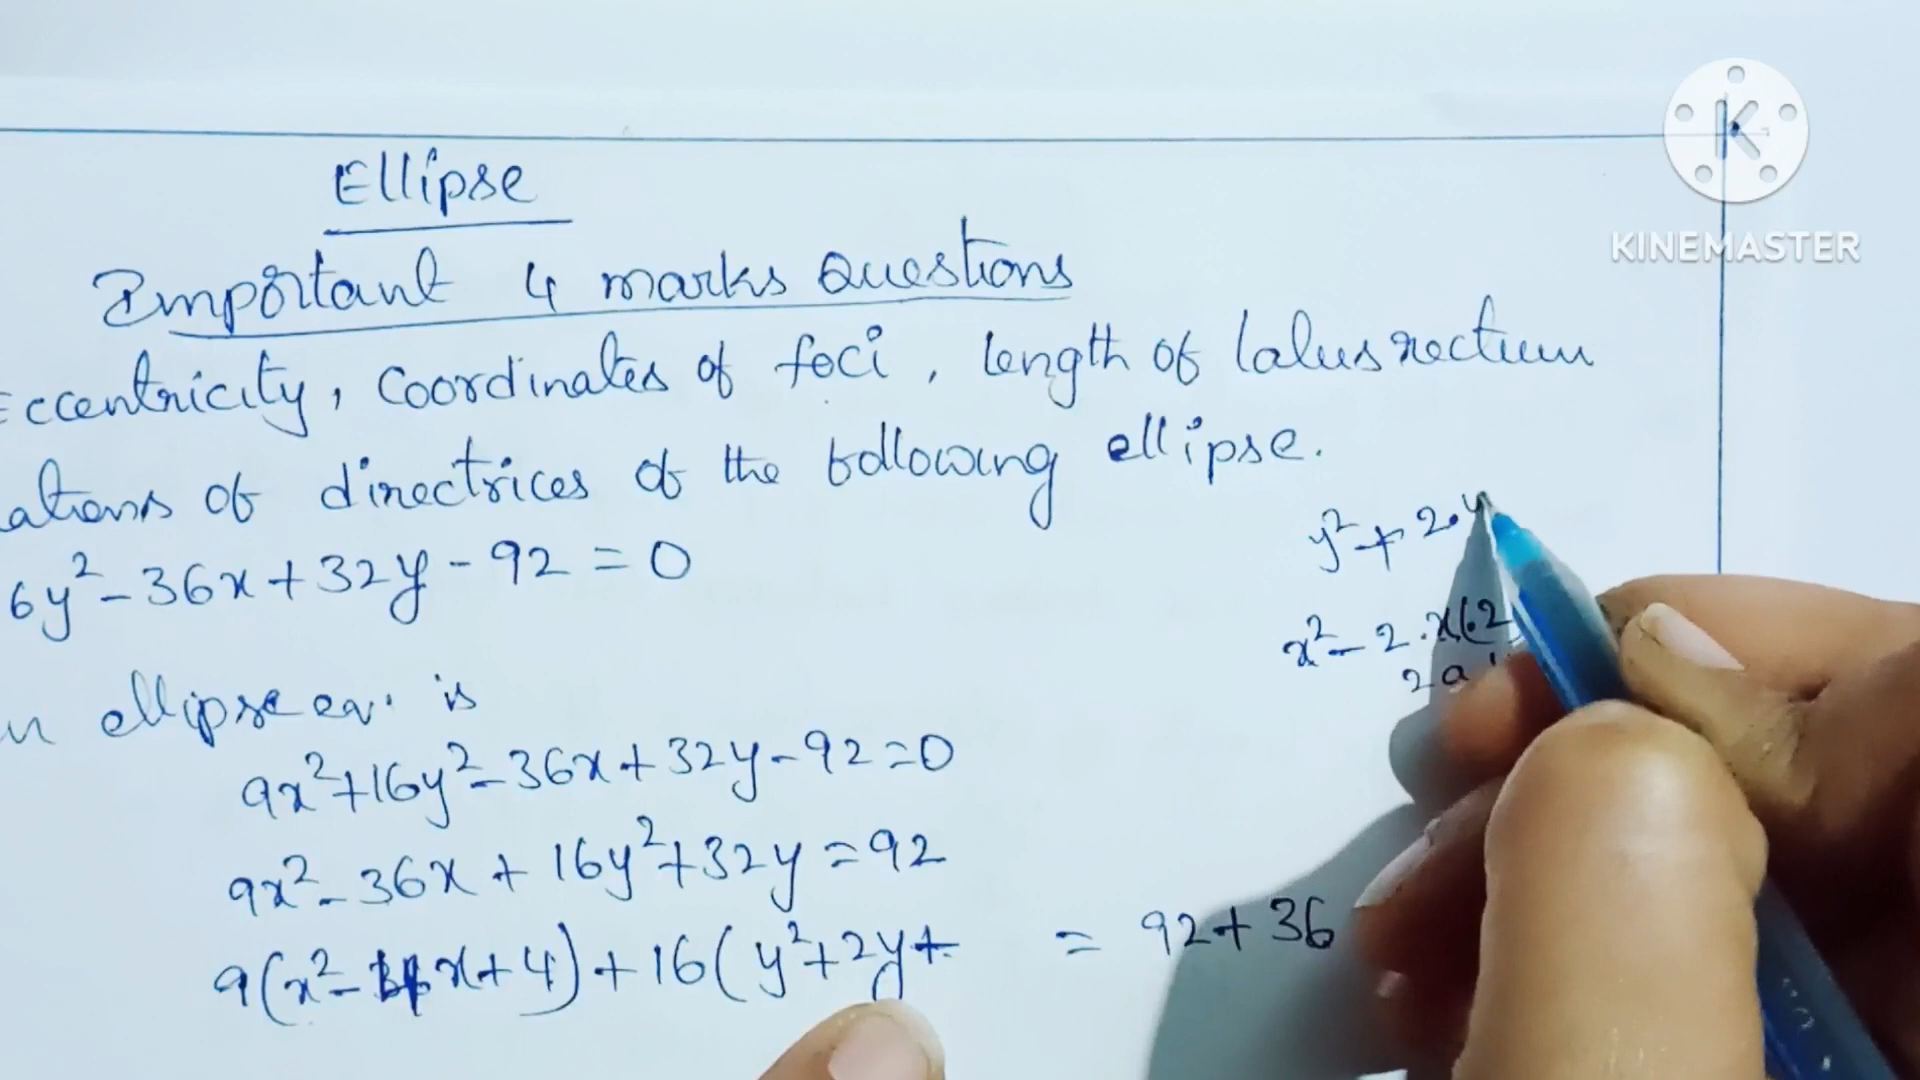 KINEMASTER
Ellipse
Important 4 marks Questions
Eccentricity, Coordinates of foci, length of latus rectum
ations of directrices of the following ellipse.
6y² - 36x + 32y - 92 = 0
y² + 2.y
x² - 2.x(.2
2a
n ellipse eq. is
9x² + 16y² - 36x + 32y - 92 = 0
9x² - 36x + 16y² + 32y = 92
9(x² - 4x + 4) + 16(y² + 2y + = 92 + 36